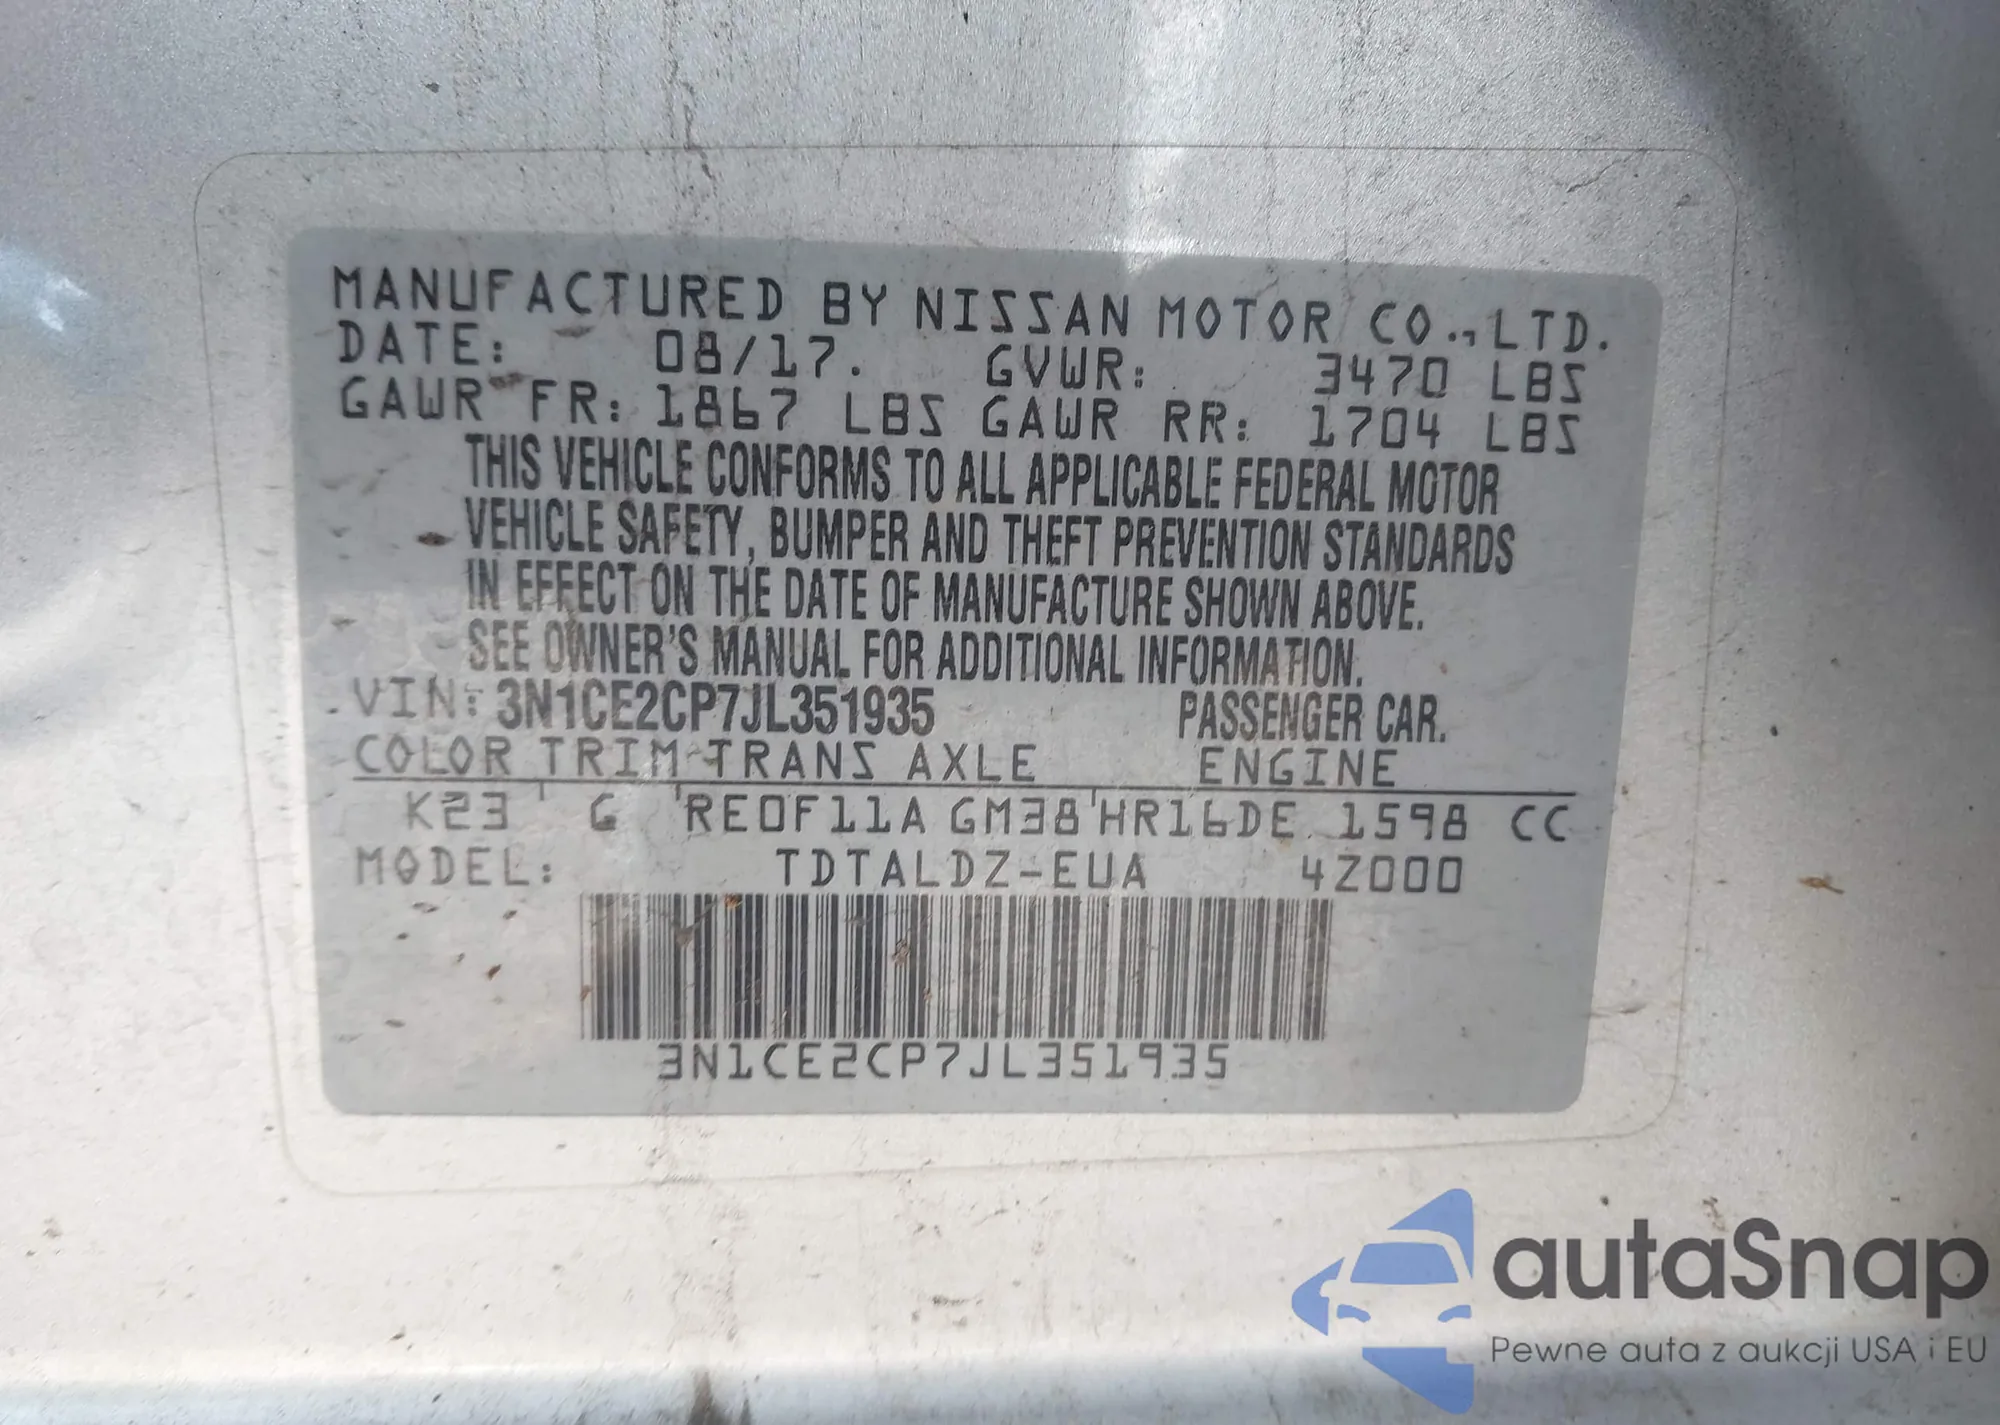 MANUFACTURED BY NISSAN MOTOR CO., LTD.
DATE: 08/17. GVWR: 3470 LBS
GAWR FR: 1867 LBS GAWR RR: 1704 LBS
THIS VEHICLE CONFORMS TO ALL APPLICABLE FEDERAL MOTOR
VEHICLE SAFETY, BUMPER AND THEFT PREVENTION STANDARDS
IN EFFECT ON THE DATE OF MANUFACTURE SHOWN ABOVE.
SEE OWNER'S MANUAL FOR ADDITIONAL INFORMATION.
VIN: 3N1CE2CP7JL351935 PASSENGER CAR.
COLOR TRIM TRANS AXLE ENGINE
K23 G RE0F11A GM38 HR16DE 1598 CC
MODEL: TDTALDZ-EUA 4Z000
3N1CE2CP7JL351935
autaSnap
Pewne auta z aukcji USA i EU